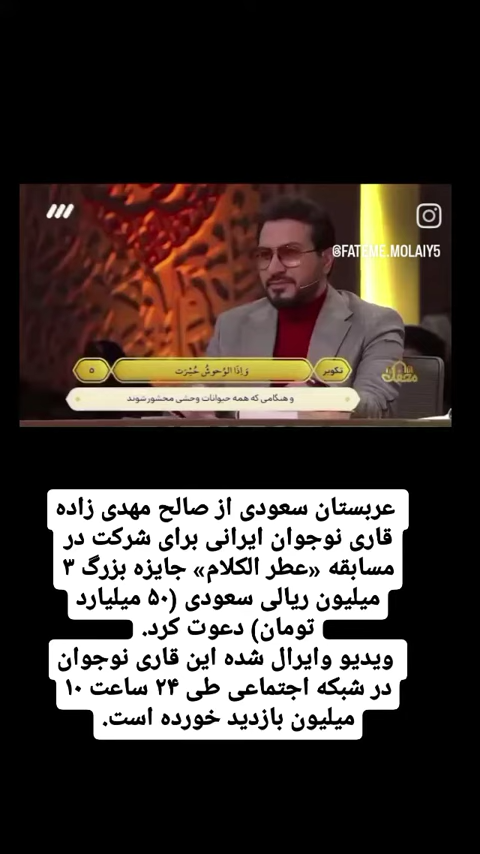 @FATEME.MOLAIY5
تکویر
وَإِذَا الْوُحُوشُ حُشِرَتْ
۵
محفل
و هنگامی که همه حیوانات وحشی محشور شوند
عربستان سعودی از صالح مهدی زاده
قاری نوجوان ایرانی برای شرکت در
مسابقه «عطر الکلام» جایزه بزرگ ۳
میلیون ریالی سعودی (۵۰ میلیارد
تومان) دعوت کرد.
ویدیو وایرال شده این قاری نوجوان
در شبکه اجتماعی طی ۲۴ ساعت ۱۰
میلیون بازدید خورده است.